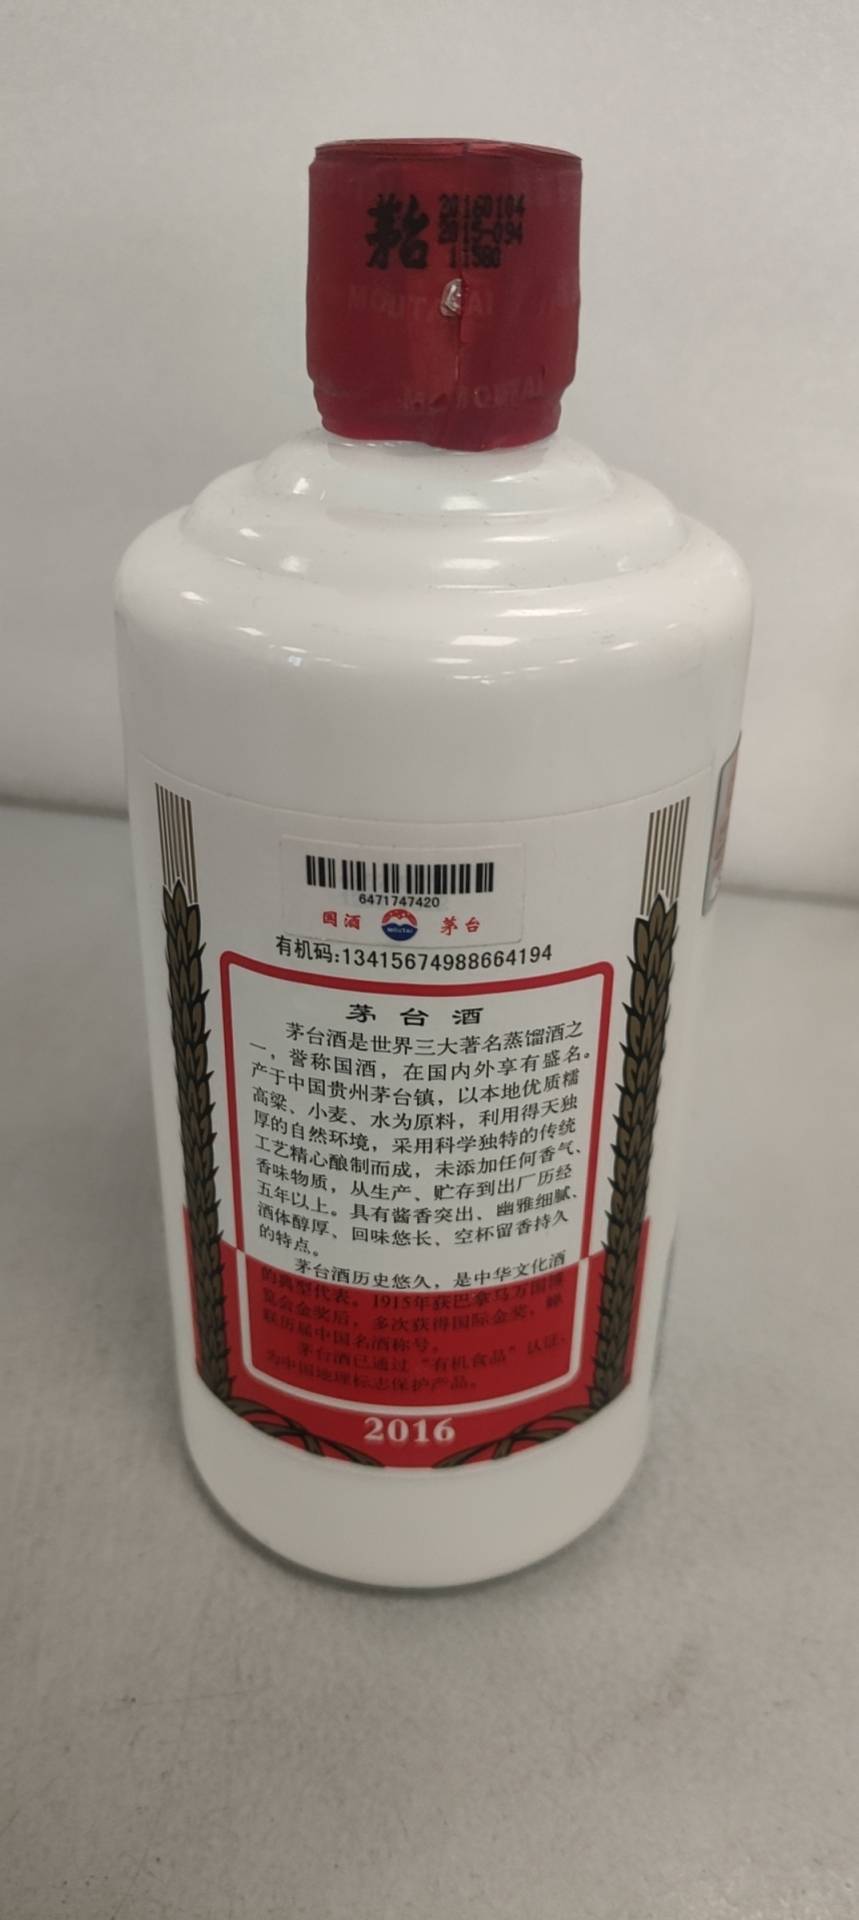 茅台
20160104
2015-094
11580
MOUTAI
MOUTAI
6471747420
国酒
Moutai
茅台
有机码:13415674988664194
茅台酒
茅台酒是世界三大著名蒸馏酒之
一，誉称国酒，在国内外享有盛名。
产于中国贵州茅台镇，以本地优质糯
高粱、小麦、水为原料，利用得天独
厚的自然环境，采用科学独特的传统
工艺精心酿制而成，未添加任何香气、
香味物质，从生产、贮存到出厂历经
五年以上。具有酱香突出、幽雅细腻、
酒体醇厚、回味悠长、空杯留香持久
的特点。
茅台酒历史悠久，是中华文化酒
的典型代表。1915年获巴拿马万国博
览会金奖后，多次获得国际金奖，蝉
联历届中国名酒称号。
茅台酒已通过“有机食品”认证，
为中国地理标志保护产品。
2016